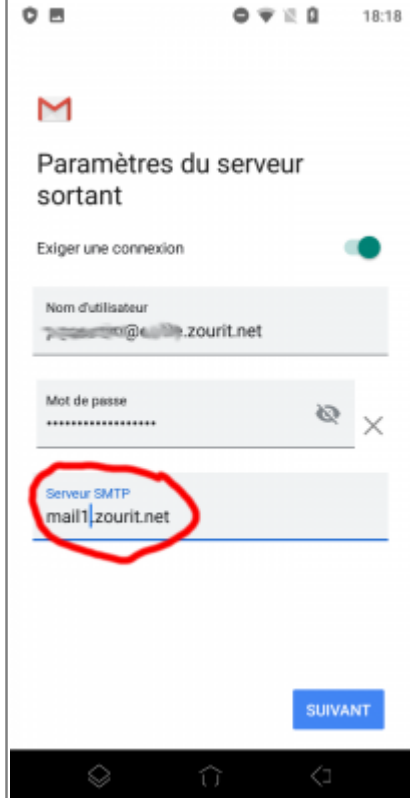 18:18
Paramètres du serveur
sortant
Exiger une connexion
Nom d'utilisateur
.zourit.net
Mot de passe
••••••••••••••••••
Serveur SMTP
mail1.zourit.net
SUIVANT